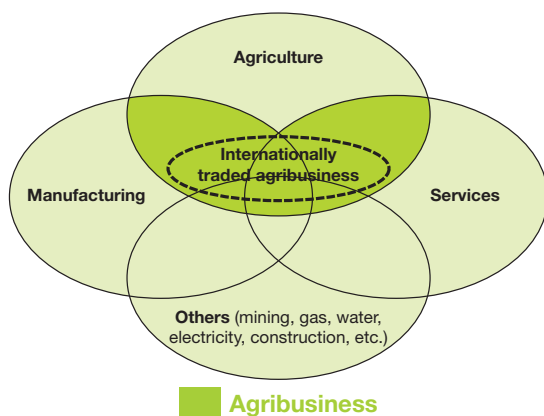 Agriculture
Internationally
traded agribusiness
Manufacturing
Services
Others (mining, gas, water,
electricity, construction, etc.)
Agribusiness